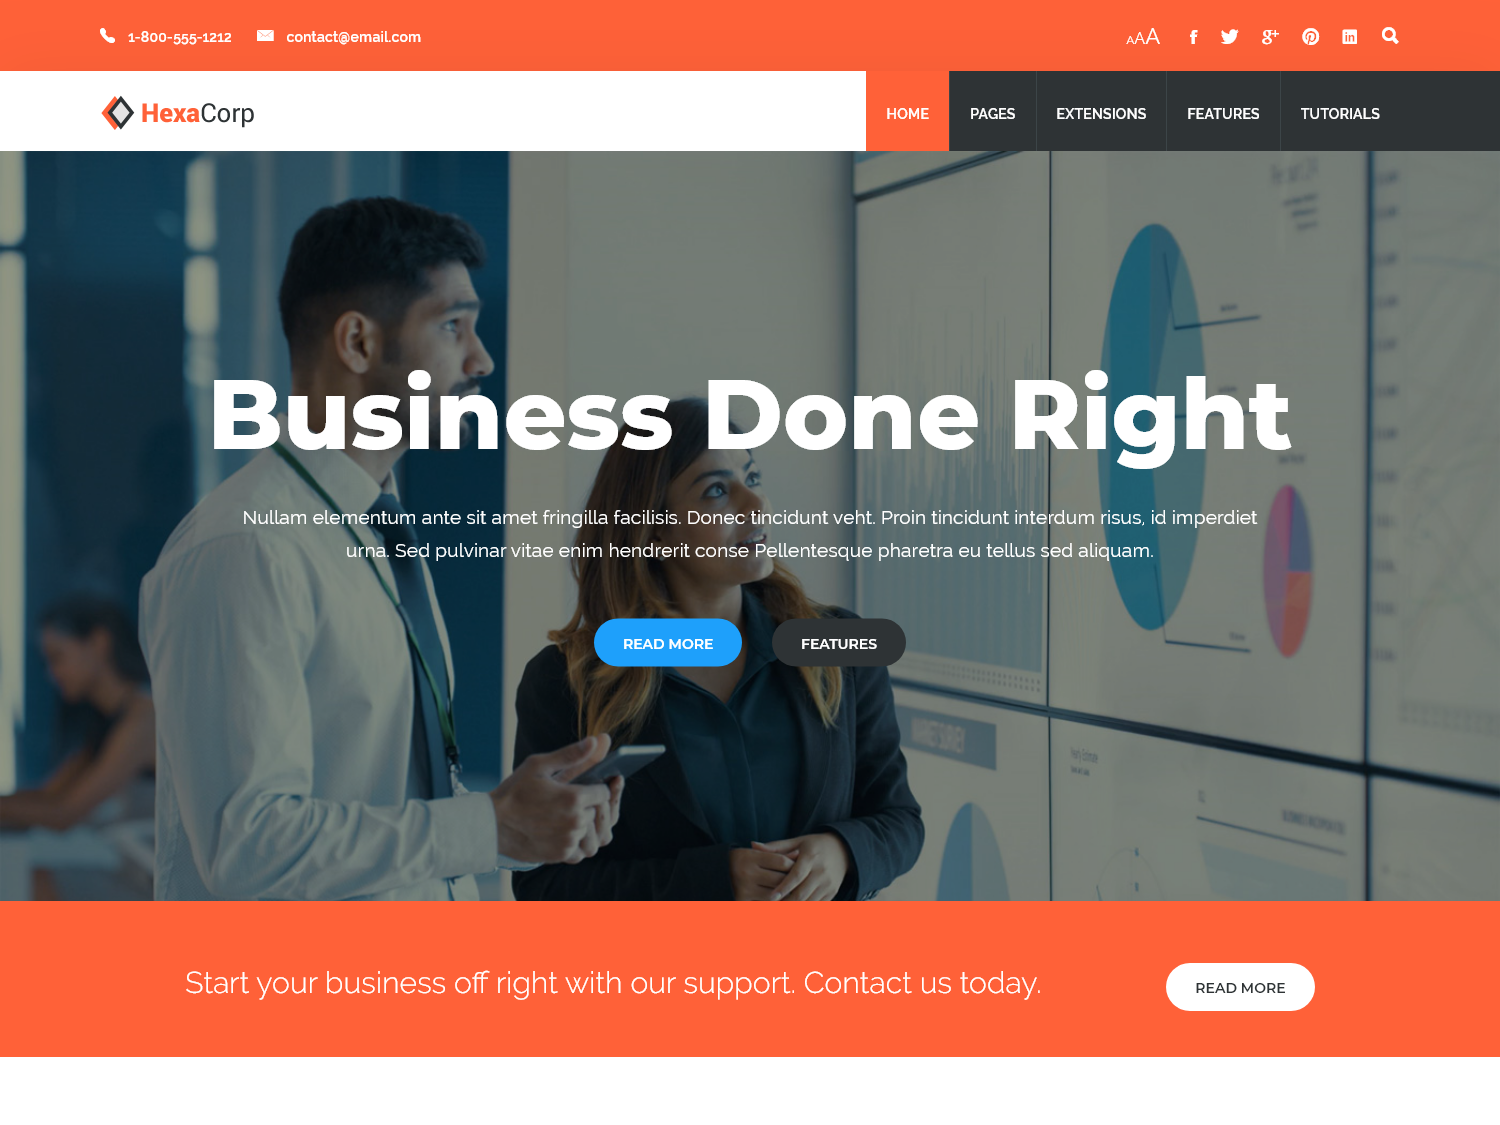 1-800-555-1212
contact@email.com
AAA
HexaCorp
HOME
PAGES
EXTENSIONS
FEATURES
TUTORIALS
Business Done Right
Nullam elementum ante sit amet fringilla facilisis. Donec tincidunt veht. Proin tincidunt interdum risus, id imperdiet
urna. Sed pulvinar vitae enim hendrerit conse Pellentesque pharetra eu tellus sed aliquam.
READ MORE
FEATURES
MARKET SURVEY
Start your business off right with our support. Contact us today.
READ MORE